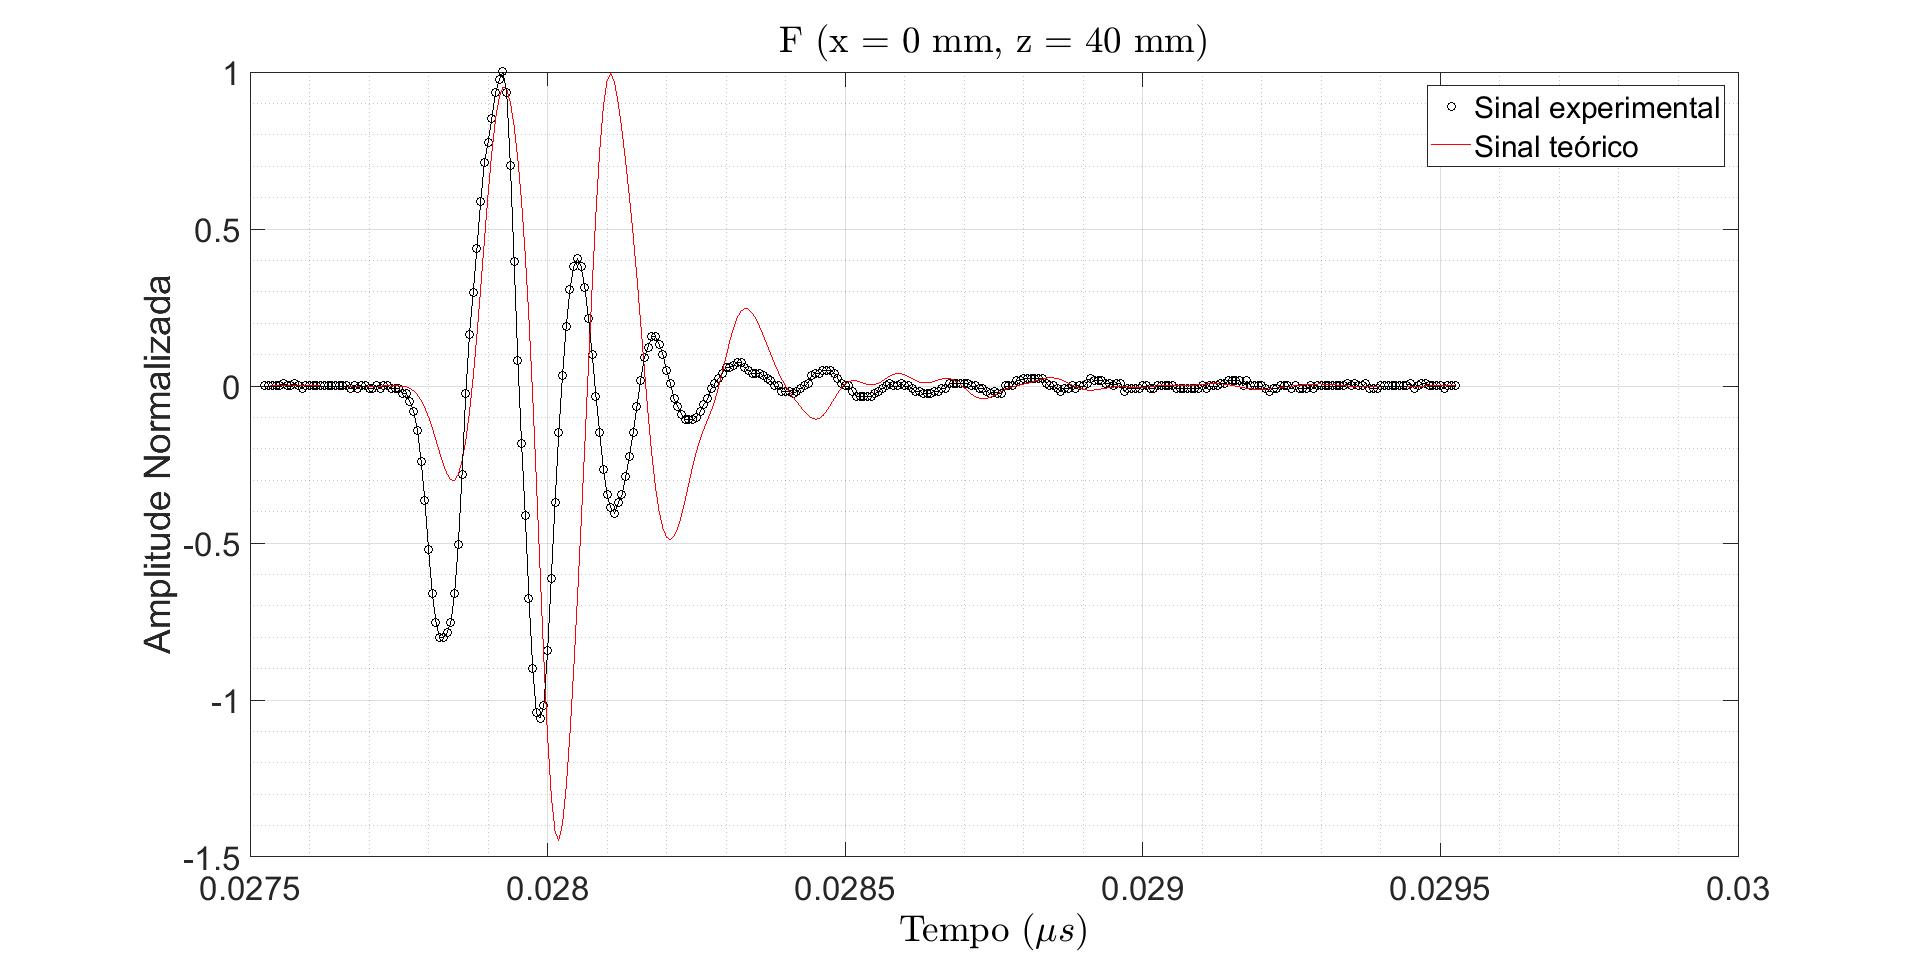 F (x = 0 mm, z = 40 mm)
Sinal experimental
Sinal teórico
Amplitude Normalizada
1
0.5
0
-0.5
-1
-1.5
0.0275 0.028 0.0285 0.029 0.0295 0.03
Tempo (μs)